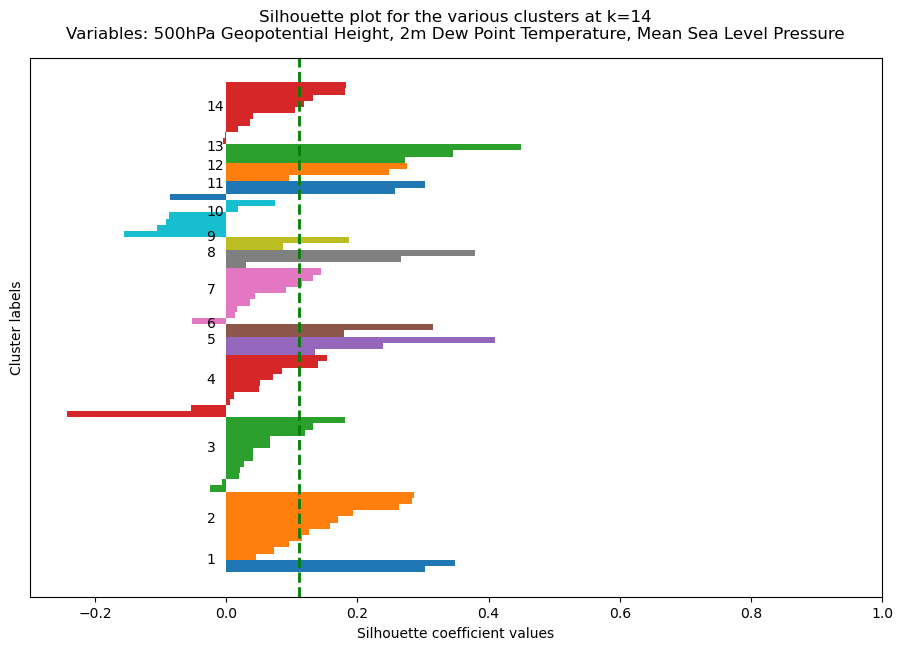 Silhouette plot for the various clusters at k=14
Variables: 500hPa Geopotential Height, 2m Dew Point Temperature, Mean Sea Level Pressure
14
13
12
11
10
9
8
7
6
5
4
3
2
1
Cluster labels
−0.2 0.0 0.2 0.4 0.6 0.8 1.0
Silhouette coefficient values